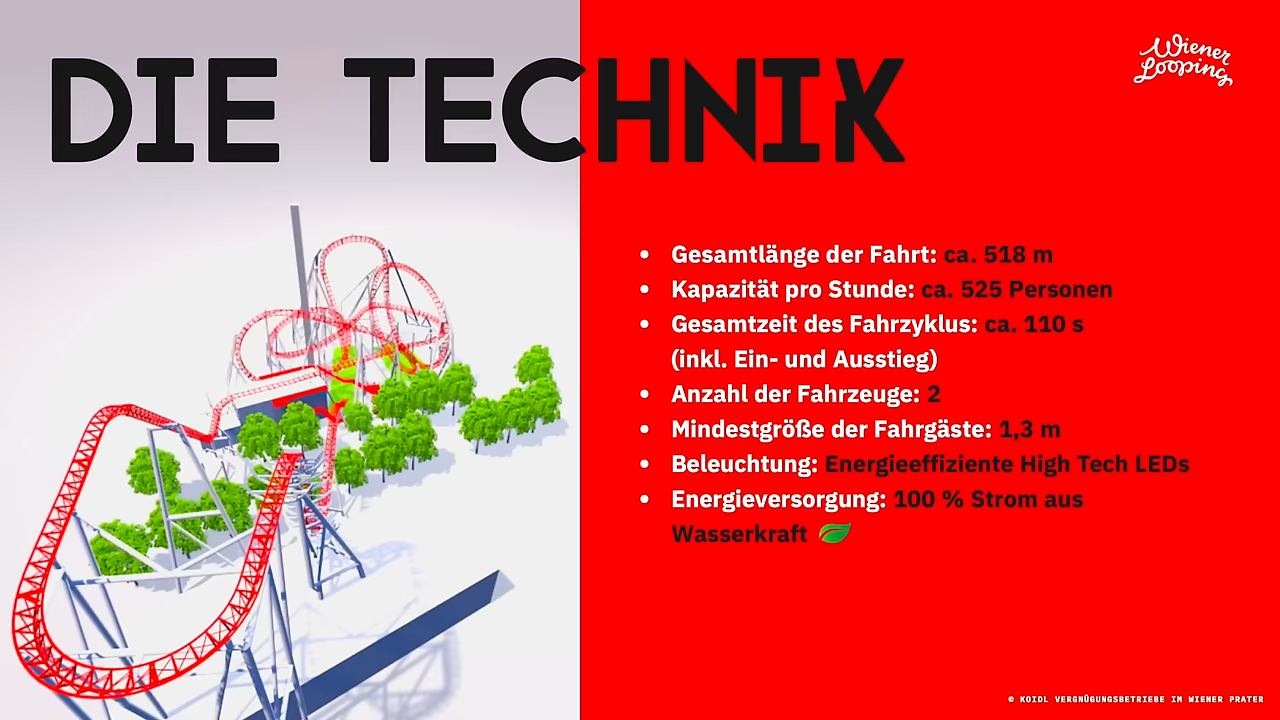 DIE TECHNIK
Wiener
Looping
• Gesamtlänge der Fahrt: ca. 518 m
• Kapazität pro Stunde: ca. 525 Personen
• Gesamtzeit des Fahrzyklus: ca. 110 s
(inkl. Ein- und Ausstieg)
• Anzahl der Fahrzeuge: 2
• Mindestgröße der Fahrgäste: 1,3 m
• Beleuchtung: Energieeffiziente High Tech LEDs
• Energieversorgung: 100 % Strom aus
Wasserkraft
© KOIDL VERGNÜGUNGSBETRIEBE IM WIENER PRATER